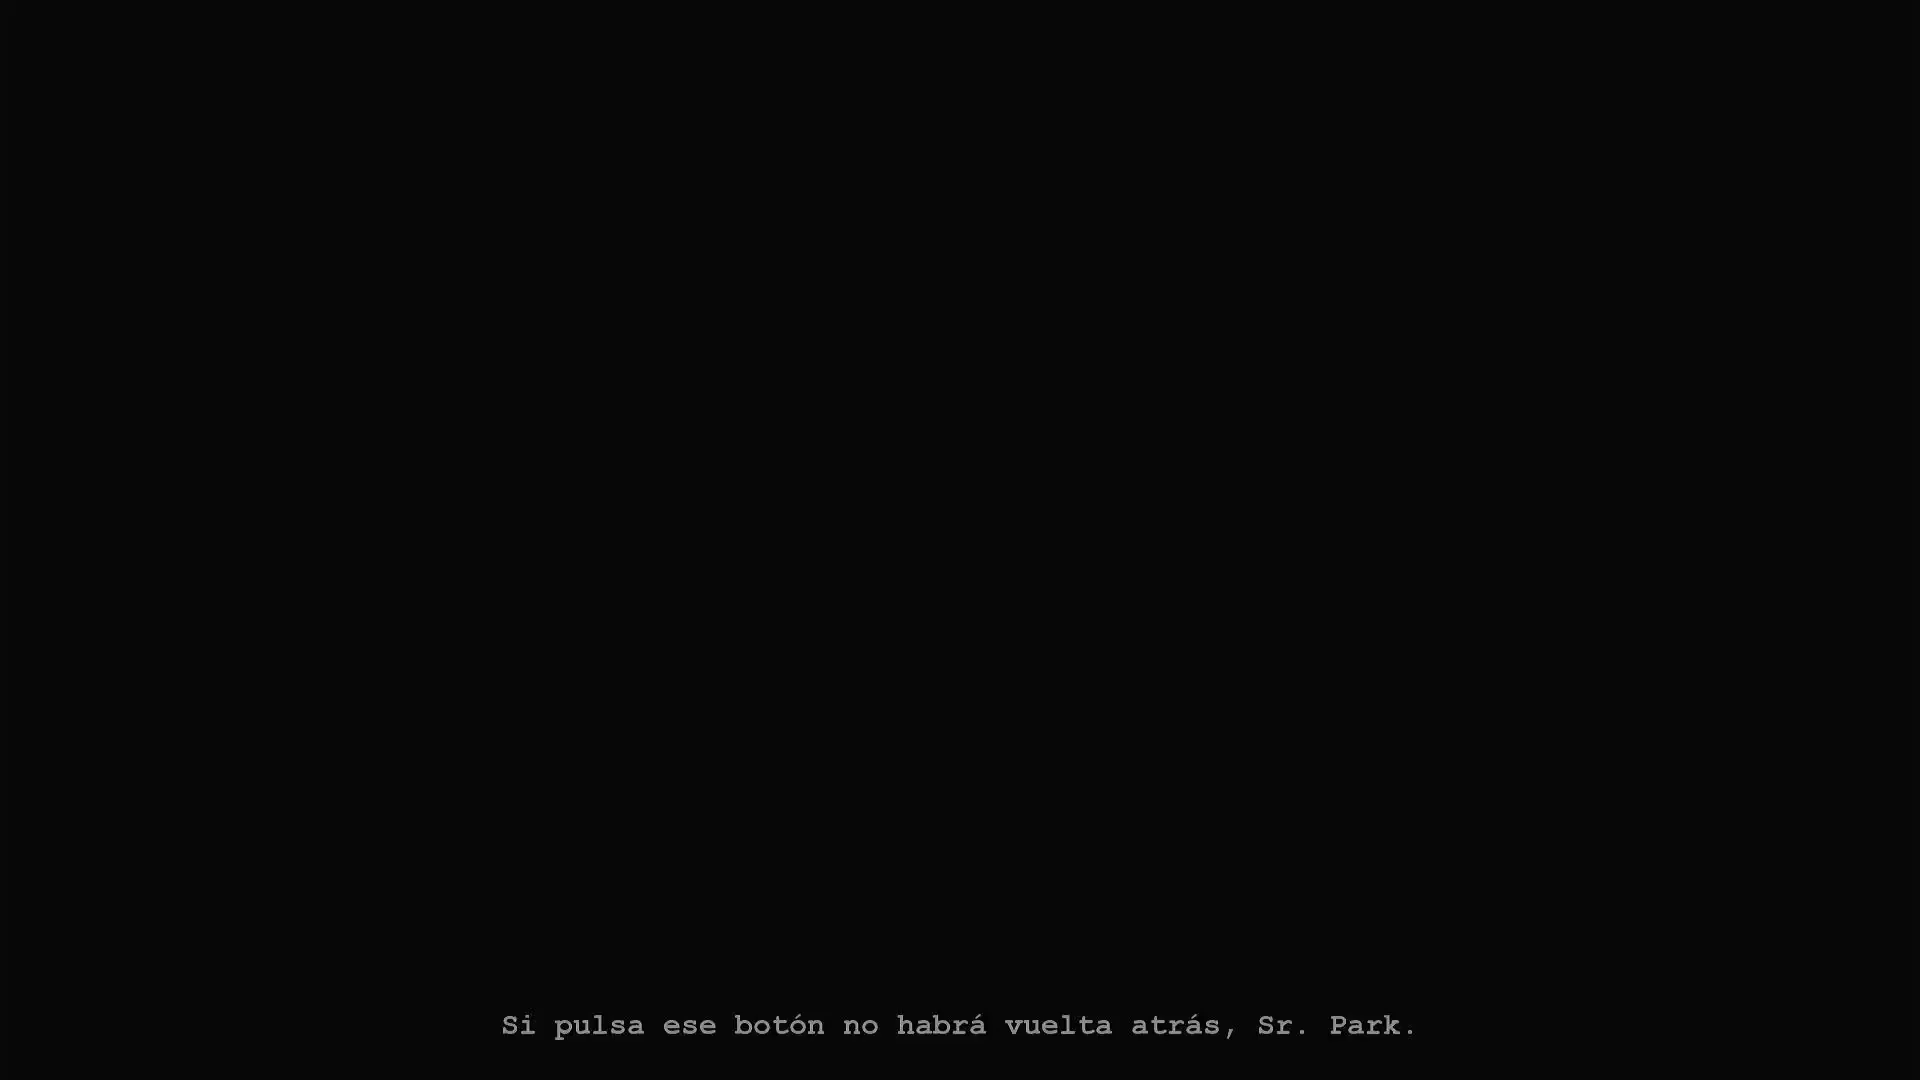 Si pulsa ese botón no habrá vuelta atrás, Sr. Park.